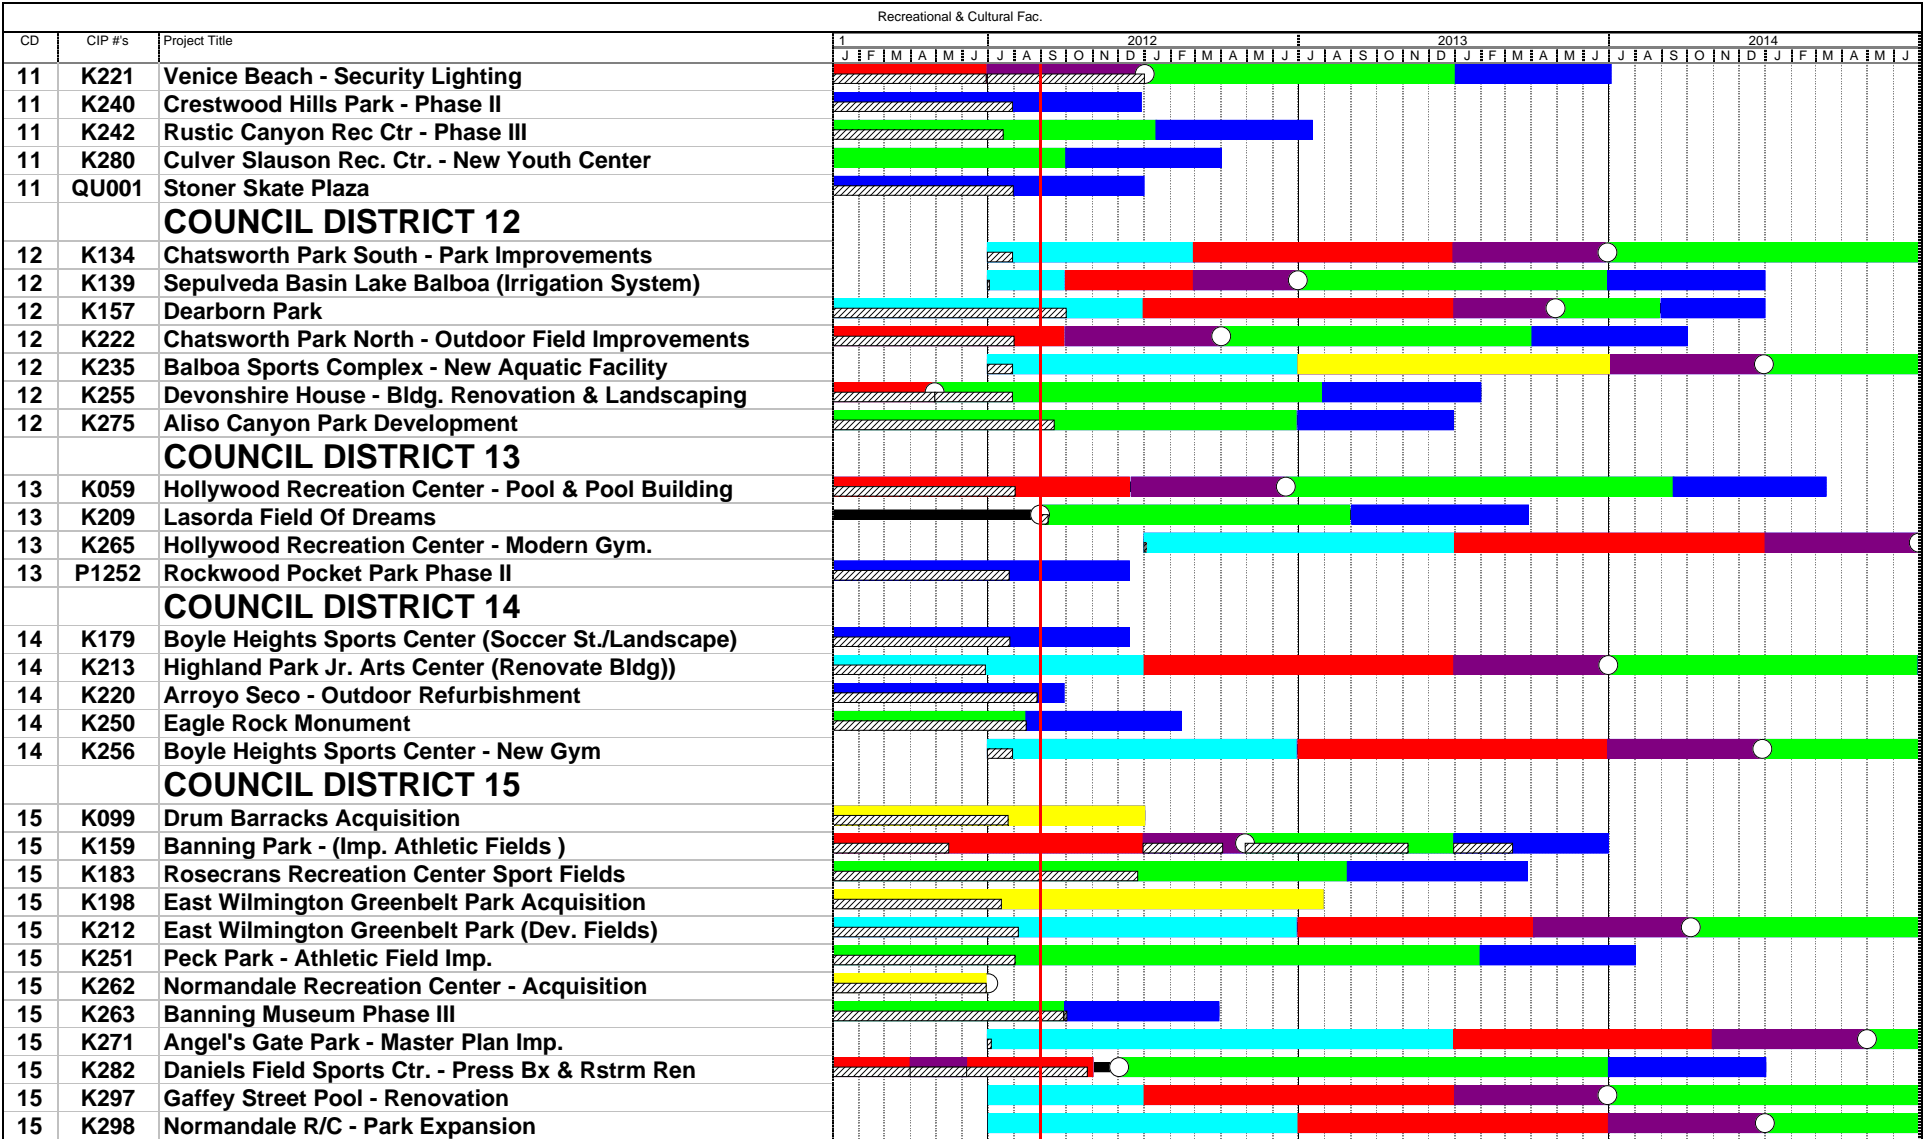 Recreational & Cultural Fac.
CD CIP #'s Project Title 1 2012 2013 2014
J F M A M J J A S O N D J F M A M J J A S O N D J F M A M J J A S O N D J F M A M J
11 K221 Venice Beach - Security Lighting
11 K240 Crestwood Hills Park - Phase II
11 K242 Rustic Canyon Rec Ctr - Phase III
11 K280 Culver Slauson Rec. Ctr. - New Youth Center
11 QU001 Stoner Skate Plaza
COUNCIL DISTRICT 12
12 K134 Chatsworth Park South - Park Improvements
12 K139 Sepulveda Basin Lake Balboa (Irrigation System)
12 K157 Dearborn Park
12 K222 Chatsworth Park North - Outdoor Field Improvements
12 K235 Balboa Sports Complex - New Aquatic Facility
12 K255 Devonshire House - Bldg. Renovation & Landscaping
12 K275 Aliso Canyon Park Development
COUNCIL DISTRICT 13
13 K059 Hollywood Recreation Center - Pool & Pool Building
13 K209 Lasorda Field Of Dreams
13 K265 Hollywood Recreation Center - Modern Gym.
13 P1252 Rockwood Pocket Park Phase II
COUNCIL DISTRICT 14
14 K179 Boyle Heights Sports Center (Soccer St./Landscape)
14 K213 Highland Park Jr. Arts Center (Renovate Bldg))
14 K220 Arroyo Seco - Outdoor Refurbishment
14 K250 Eagle Rock Monument
14 K256 Boyle Heights Sports Center - New Gym
COUNCIL DISTRICT 15
15 K099 Drum Barracks Acquisition
15 K159 Banning Park - (Imp. Athletic Fields )
15 K183 Rosecrans Recreation Center Sport Fields
15 K198 East Wilmington Greenbelt Park Acquisition
15 K212 East Wilmington Greenbelt Park (Dev. Fields)
15 K251 Peck Park - Athletic Field Imp.
15 K262 Normandale Recreation Center - Acquisition
15 K263 Banning Museum Phase III
15 K271 Angel's Gate Park - Master Plan Imp.
15 K282 Daniels Field Sports Ctr. - Press Bx & Rstrm Ren
15 K297 Gaffey Street Pool - Renovation
15 K298 Normandale R/C - Park Expansion